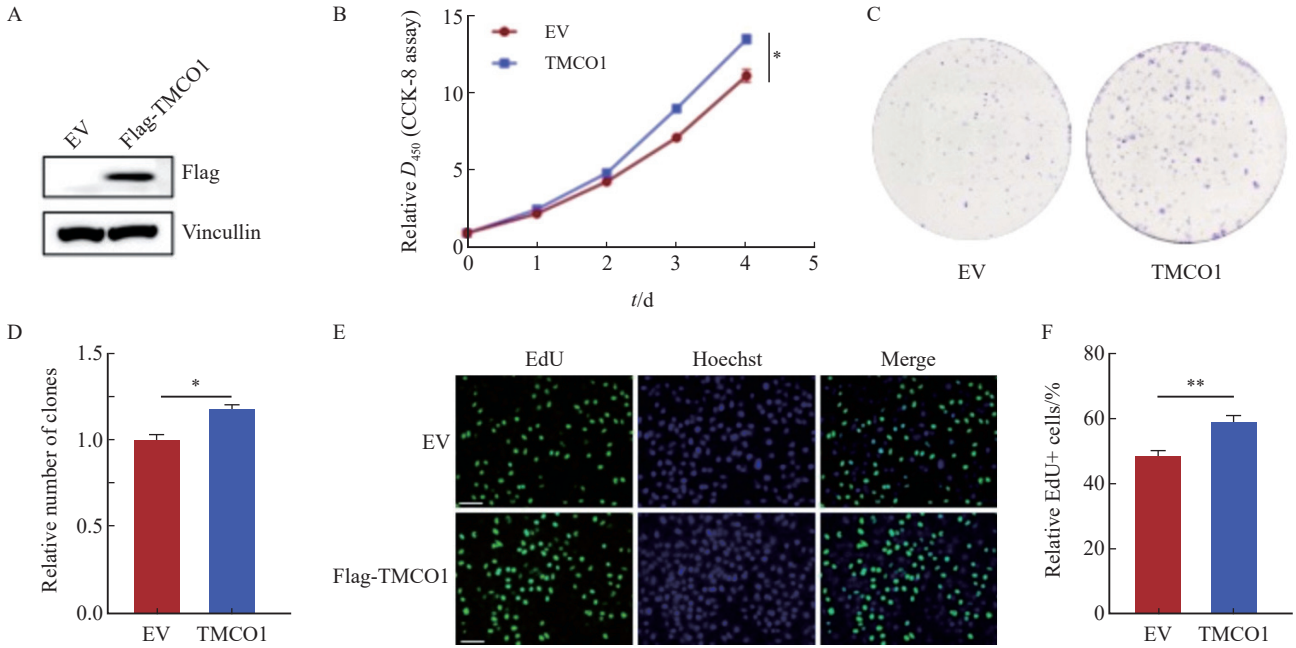 A
EV
Flag-TMCO1
Flag
Vincullin
B
Relative D450 (CCK-8 assay)
15
10
5
0
0 1 2 3 4 5
t/d
EV
TMCO1
*
C
EV TMCO1
D
Relative number of clones
1.5
1.0
0.5
0.0
*
EV TMCO1
E
EdU Hoechst Merge
EV
Flag-TMCO1
F
Relative EdU+ cells/%
80
60
40
20
0
**
EV TMCO1